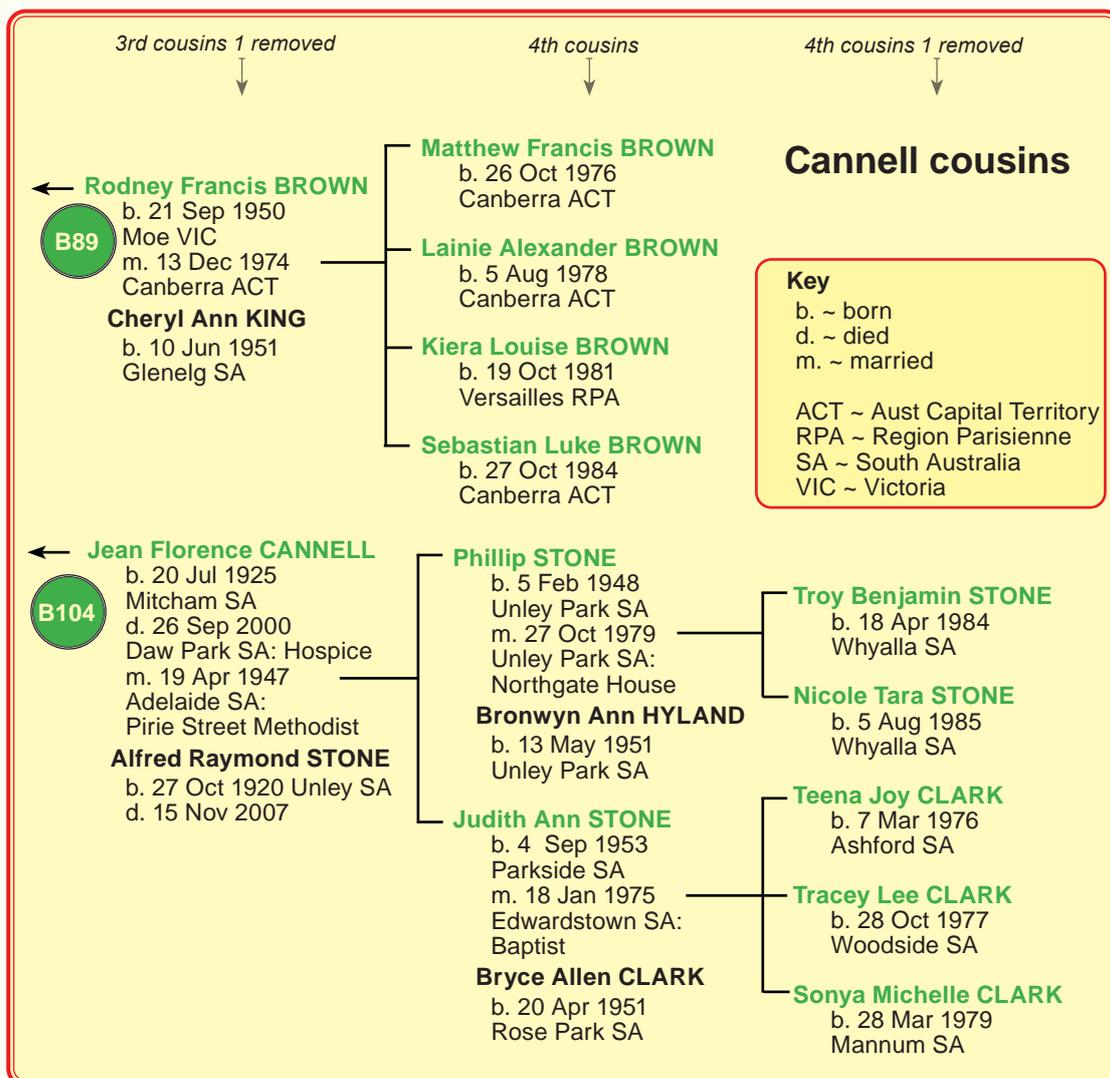 3rd cousins 1 removed
4th cousins
4th cousins 1 removed
Cannell cousins
Rodney Francis BROWN
B89
b. 21 Sep 1950
Moe VIC
m. 13 Dec 1974
Canberra ACT
Cheryl Ann KING
b. 10 Jun 1951
Glenelg SA
Matthew Francis BROWN
b. 26 Oct 1976
Canberra ACT
Lainie Alexander BROWN
b. 5 Aug 1978
Canberra ACT
Kiera Louise BROWN
b. 19 Oct 1981
Versailles RPA
Sebastian Luke BROWN
b. 27 Oct 1984
Canberra ACT
Key
b. ~ born
d. ~ died
m. ~ married
ACT ~ Aust Capital Territory
RPA ~ Region Parisienne
SA ~ South Australia
VIC ~ Victoria
Jean Florence CANNELL
B104
b. 20 Jul 1925
Mitcham SA
d. 26 Sep 2000
Daw Park SA: Hospice
m. 19 Apr 1947
Adelaide SA:
Pirie Street Methodist
Alfred Raymond STONE
b. 27 Oct 1920 Unley SA
d. 15 Nov 2007
Phillip STONE
b. 5 Feb 1948
Unley Park SA
m. 27 Oct 1979
Unley Park SA:
Northgate House
Bronwyn Ann HYLAND
b. 13 May 1951
Unley Park SA
Troy Benjamin STONE
b. 18 Apr 1984
Whyalla SA
Nicole Tara STONE
b. 5 Aug 1985
Whyalla SA
Judith Ann STONE
b. 4 Sep 1953
Parkside SA
m. 18 Jan 1975
Edwardstown SA:
Baptist
Bryce Allen CLARK
b. 20 Apr 1951
Rose Park SA
Teena Joy CLARK
b. 7 Mar 1976
Ashford SA
Tracey Lee CLARK
b. 28 Oct 1977
Woodside SA
Sonya Michelle CLARK
b. 28 Mar 1979
Mannum SA